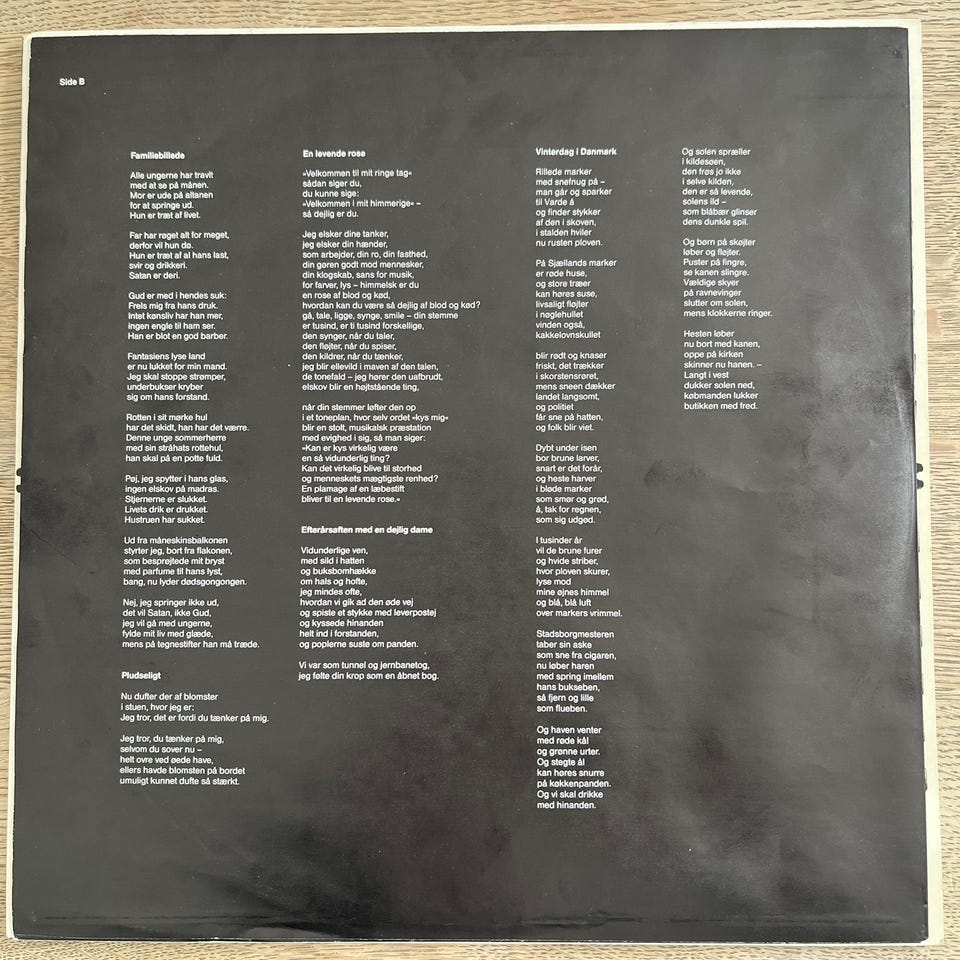 Side B
Familiebillede
Alle ungerne har travlt
med at se på månen.
Mor er ude på altanen
for at springe ud.
Hun er træt af livet.
Far har røget alt for meget,
derfor vil hun dø.
Hun er træt af al hans last,
svir og drikkeri.
Satan er deri.
Gud er med i hendes suk:
Frels mig fra hans druk.
Intet kønsliv har han mer,
ingen engle til ham ser.
Han er blot en god barber.
Fantasiens lyse land
er nu lukket for min mand.
Jeg skal stoppe strømper,
underbukser kryber
sig om hans forstand.
Rotten i sit mørke hul
har det skidt, han har det værre.
Denne unge sommerherre
med sin stråhats rottehul,
han skal på en potte fuld.
Pøj, jeg spytter i hans glas,
ingen elskov på madras.
Stjernerne er slukket.
Livets drik er drukket.
Hustruen har sukket.
Ud fra måneskinsbalkonen
styrter jeg, bort fra flakonen,
som besprøjtede mit bryst
med parfume til hans lyst,
bang, nu lyder dødsgongongen.
Nej, jeg springer ikke ud,
det vil Satan, ikke Gud,
jeg vil gå med ungerne,
fylde mit liv med glæde,
mens på tegnestifter han må træde.
Pludseligt
Nu dufter der af blomster
i stuen, hvor jeg er:
Jeg tror, det er fordi du tænker på mig.
Jeg tror, du tænker på mig,
selvom du sover nu –
helt ovre ved øede have,
ellers havde blomsten på bordet
umuligt kunnet dufte så stærkt.
En levende rose
»Velkommen til mit ringe tag«
sådan siger du,
du kunne sige:
»Velkommen i mit himmerige« –
så dejlig er du.
Jeg elsker dine tanker,
jeg elsker din hænder,
som arbejder, din ro, din fasthed,
din gøren godt mod mennesker,
din klogskab, sans for musik,
for farver, lys – himmelsk er du
en rose af blod og kød,
hvordan kan du være så dejlig af blod og kød?
gå, tale, ligge, synge, smile – din stemme
er tusind, er ti tusind forskellige,
den synger, når du taler,
den fløjter, når du spiser,
den kildrer, når du tænker,
jeg blir ellevild i maven af den talen,
de tonefald – jeg hører den uafbrudt,
elskov blir en højtstående ting,
når din stemmer løfter den op
i et toneplan, hvor selv ordet »kys mig«
blir en stolt, musikalsk præstation
med evighed i sig, så man siger:
»Kan er kys virkelig være
en så vidunderlig ting?
Kan det virkelig blive til storhed
og menneskets mægtigste renhed?
En plamage af en læbestift
bliver til en levende rose.«
Efterårsaften med en dejlig dame
Vidunderlige ven,
med sild i hatten
og buksbomhække
om hals og hofte,
jeg mindes ofte,
hvordan vi gik ad den øde vej
og spiste et stykke med leverpostej
og kyssede hinanden
helt ind i forstanden,
og poplerne suste om panden.
Vi var som tunnel og jernbanetog,
jeg følte din krop som en åbnet bog.
Vinterdag i Danmark
Rillede marker
med snefnug på –
man går og sparker
til Varde å
og finder stykker
af den i skoven,
i stalden hviler
nu rusten ploven.
På Sjællands marker
er røde huse,
og store træer
kan høres suse,
livsaligt fløjter
i nøglehullet
vinden også,
kakkelovnskullet
blir rødt og knaser
friskt, det trækker
i skorstensrøret,
mens sneen dækker
landet langsomt,
og politiet
får sne på hatten,
og folk blir viet.
Dybt under isen
bor brune larver,
snart er det forår,
og heste harver
i bløde marker
som smør og grød,
å, tak for regnen,
som sig udgød.
I tusinder år
vil de brune furer
og hvide striber,
hvor ploven skurer,
lyse mod
mine øjnes himmel
og blå, blå luft
over markers vrimmel.
Stadsborgmesteren
taber sin aske
som sne fra cigaren,
nu løber haren
med spring imellem
hans bukseben,
så fjern og lille
som flueben.
Og haven venter
med røde kål
og grønne urter.
Og stegte ål
kan høres snurre
på køkkenpanden.
Og vi skal drikke
med hinanden.
Og solen spræller
i kildesøen,
den frøs jo ikke
i selve kilden,
den er så levende,
solens ild –
som blåbær glinser
dens dunkle spil.
Og børn på skøjter
løber og fløjter.
Puster på fingre,
se kanen slingre.
Vældige skyer
på ravnevinger
slutter om solen,
mens klokkerne ringer.
Hesten løber
nu bort med kanen,
oppe på kirken
skinner nu hanen. –
Langt i vest
dukker solen ned,
købmanden lukker
butikken med fred.